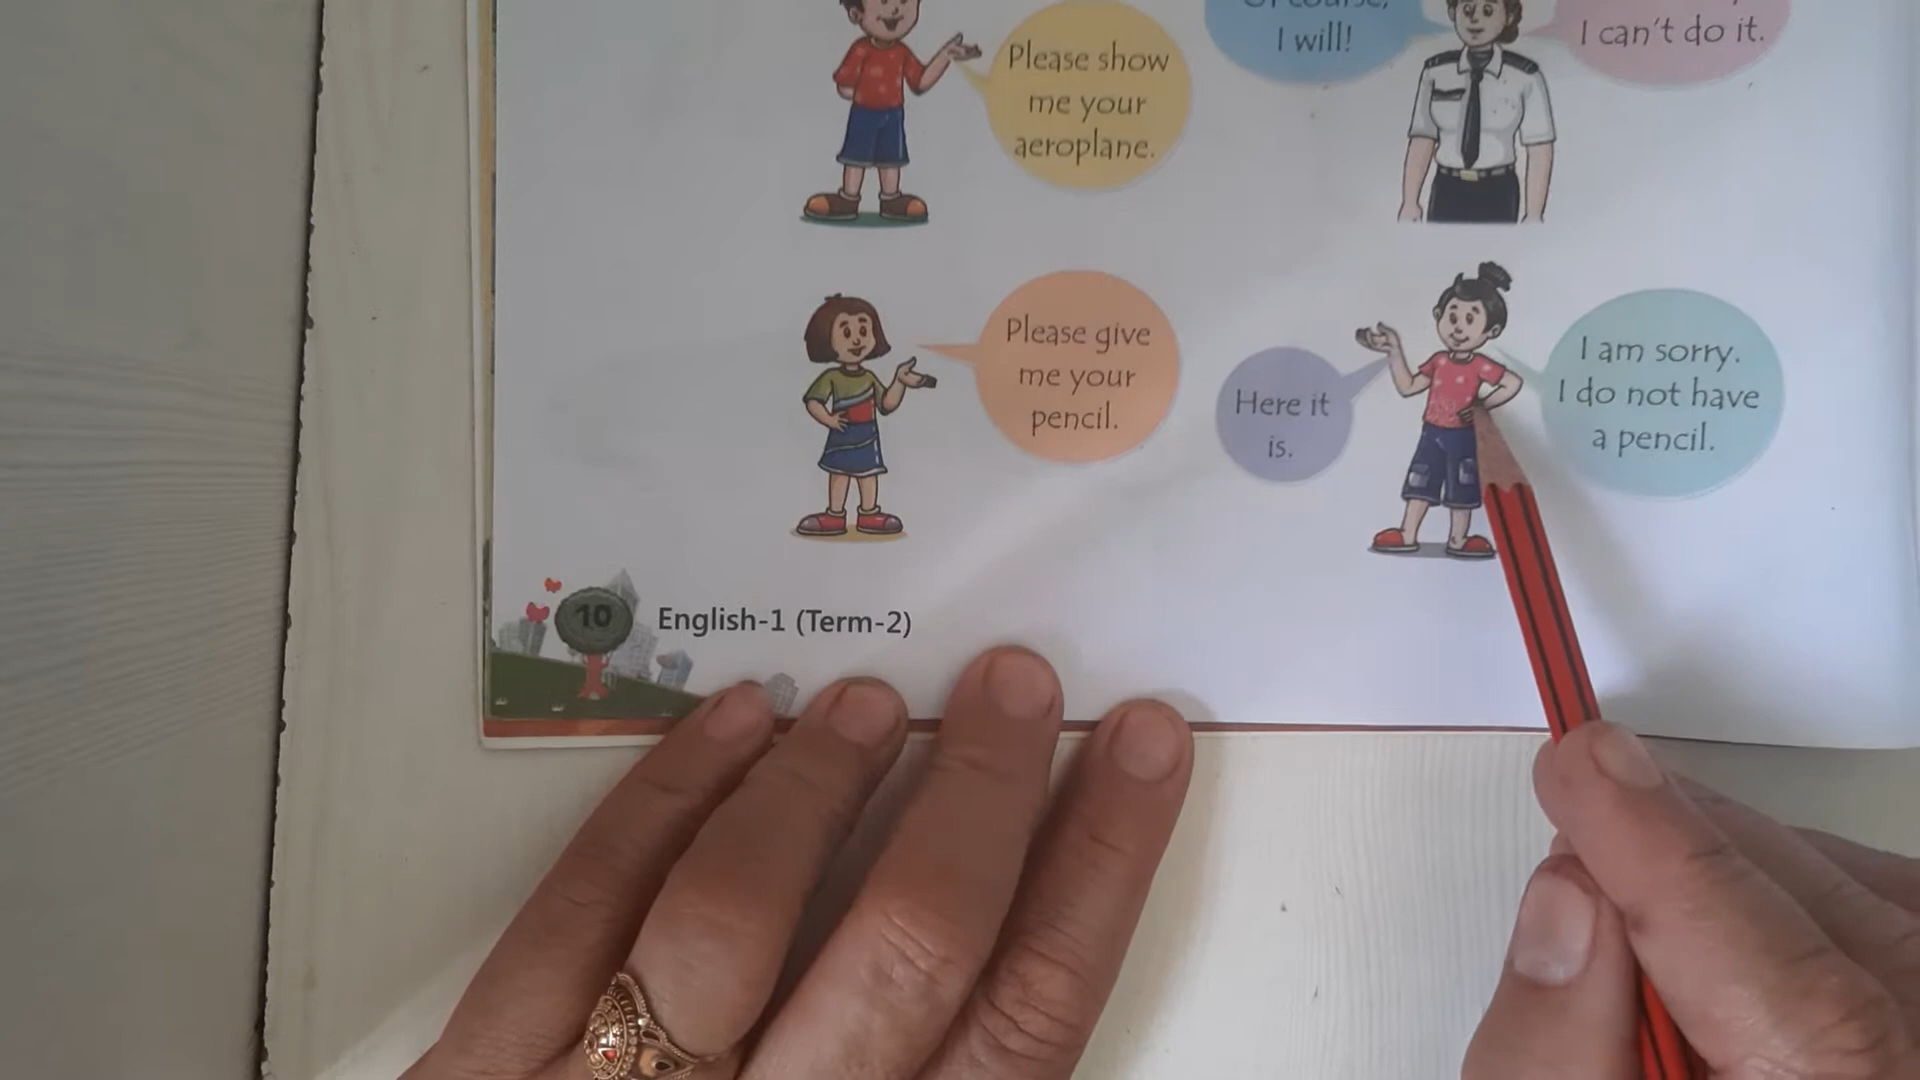 Please show
me your
aeroplane.
I will!
I can't do it.
Please give
me your
pencil.
Here it
is.
I am sorry.
I do not have
a pencil.
10
English-1 (Term-2)